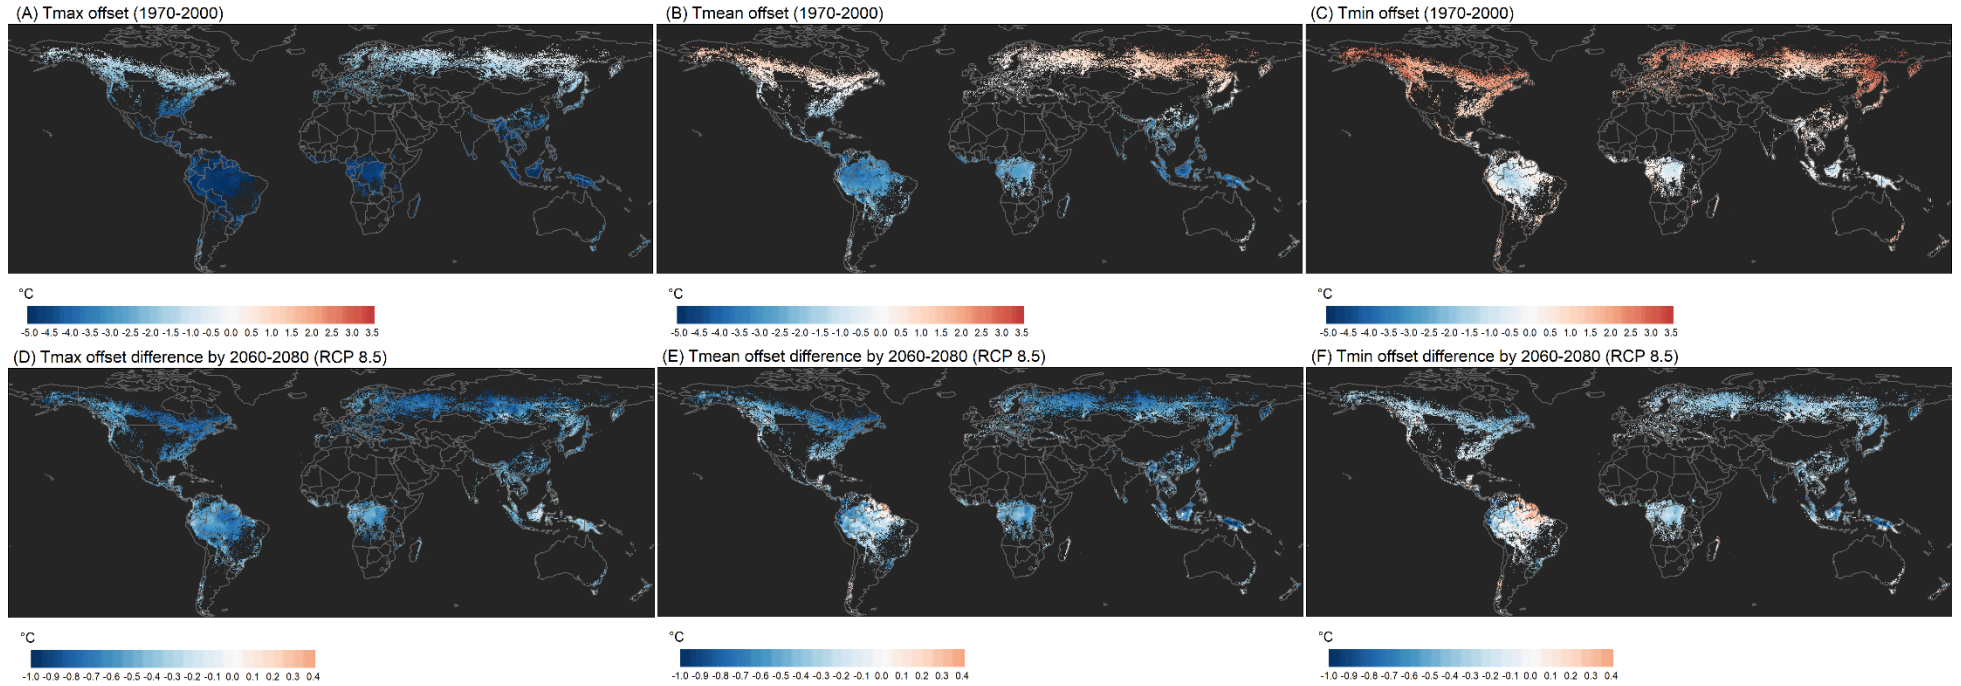 (A) Tmax offset (1970-2000)
(B) Tmean offset (1970-2000)
(C) Tmin offset (1970-2000)
°C
-5.0 -4.5 -4.0 -3.5 -3.0 -2.5 2.0 -1.5 -1.0 -0.5 0.0 0.5 1.0 1.5 2.0 2.5 3.0 3.5
°C
-5.0 -4.5 -4.0 -3.5 -3.0 -2.5 2.0 -1.5 -1.0 -0.5 0.0 0.5 1.0 1.5 2.0 2.5 3.0 3.5
°C
-5.0 -4.5 -4.0 -3.5 -3.0 -2.5 2.0 -1.5 -1.0 -0.5 0.0 0.5 1.0 1.5 2.0 2.5 3.0 3.5
(D) Tmax offset difference by 2060-2080 (RCP 8.5)
(E) Tmean offset difference by 2060-2080 (RCP 8.5)
(F) Tmin offset difference by 2060-2080 (RCP 8.5)
°C
-1.0 -0.9 -0.8 -0.7 -0.6 -0.5 -0.4 -0.3 -0.2 -0.1 0.0 0.1 0.2 0.3 0.4
°C
-1.0 -0.9 -0.8 -0.7 -0.6 -0.5 -0.4 -0.3 -0.2 -0.1 0.0 0.1 0.2 0.3 0.4
°C
-1.0 -0.9 -0.8 -0.7 -0.6 -0.5 -0.4 -0.3 -0.2 -0.1 0.0 0.1 0.2 0.3 0.4